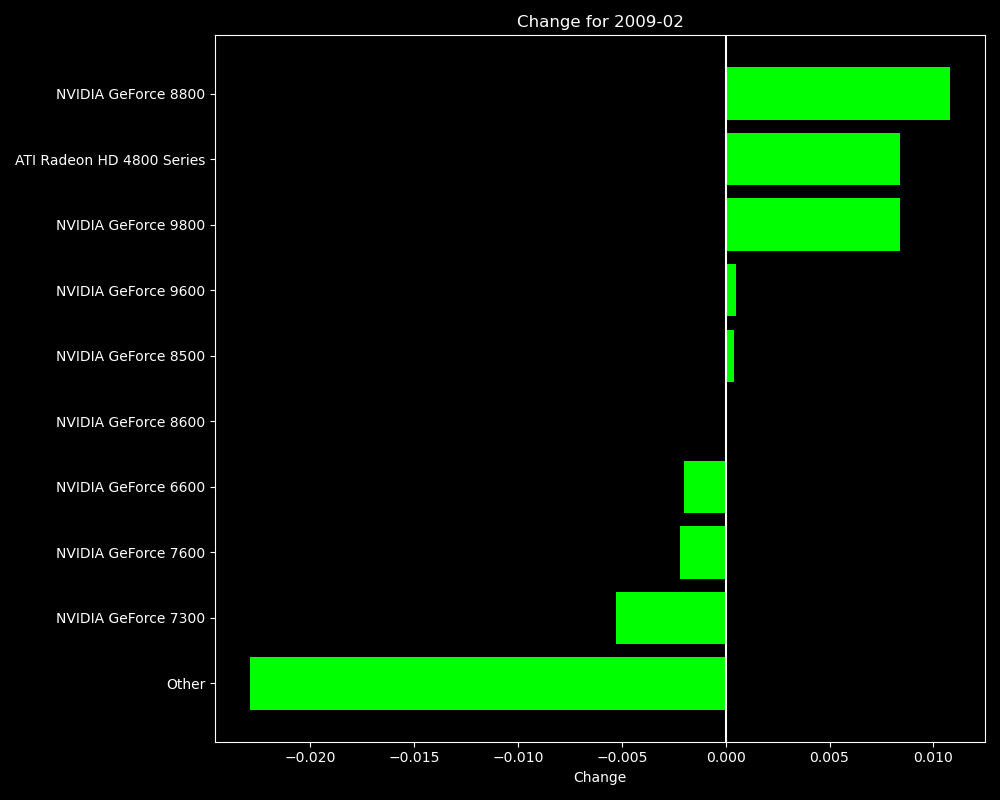 Change for 2009-02
NVIDIA GeForce 8800
ATI Radeon HD 4800 Series
NVIDIA GeForce 9800
NVIDIA GeForce 9600
NVIDIA GeForce 8500
NVIDIA GeForce 8600
NVIDIA GeForce 6600
NVIDIA GeForce 7600
NVIDIA GeForce 7300
Other
−0.020 −0.015 −0.010 −0.005 0.000 0.005 0.010
Change